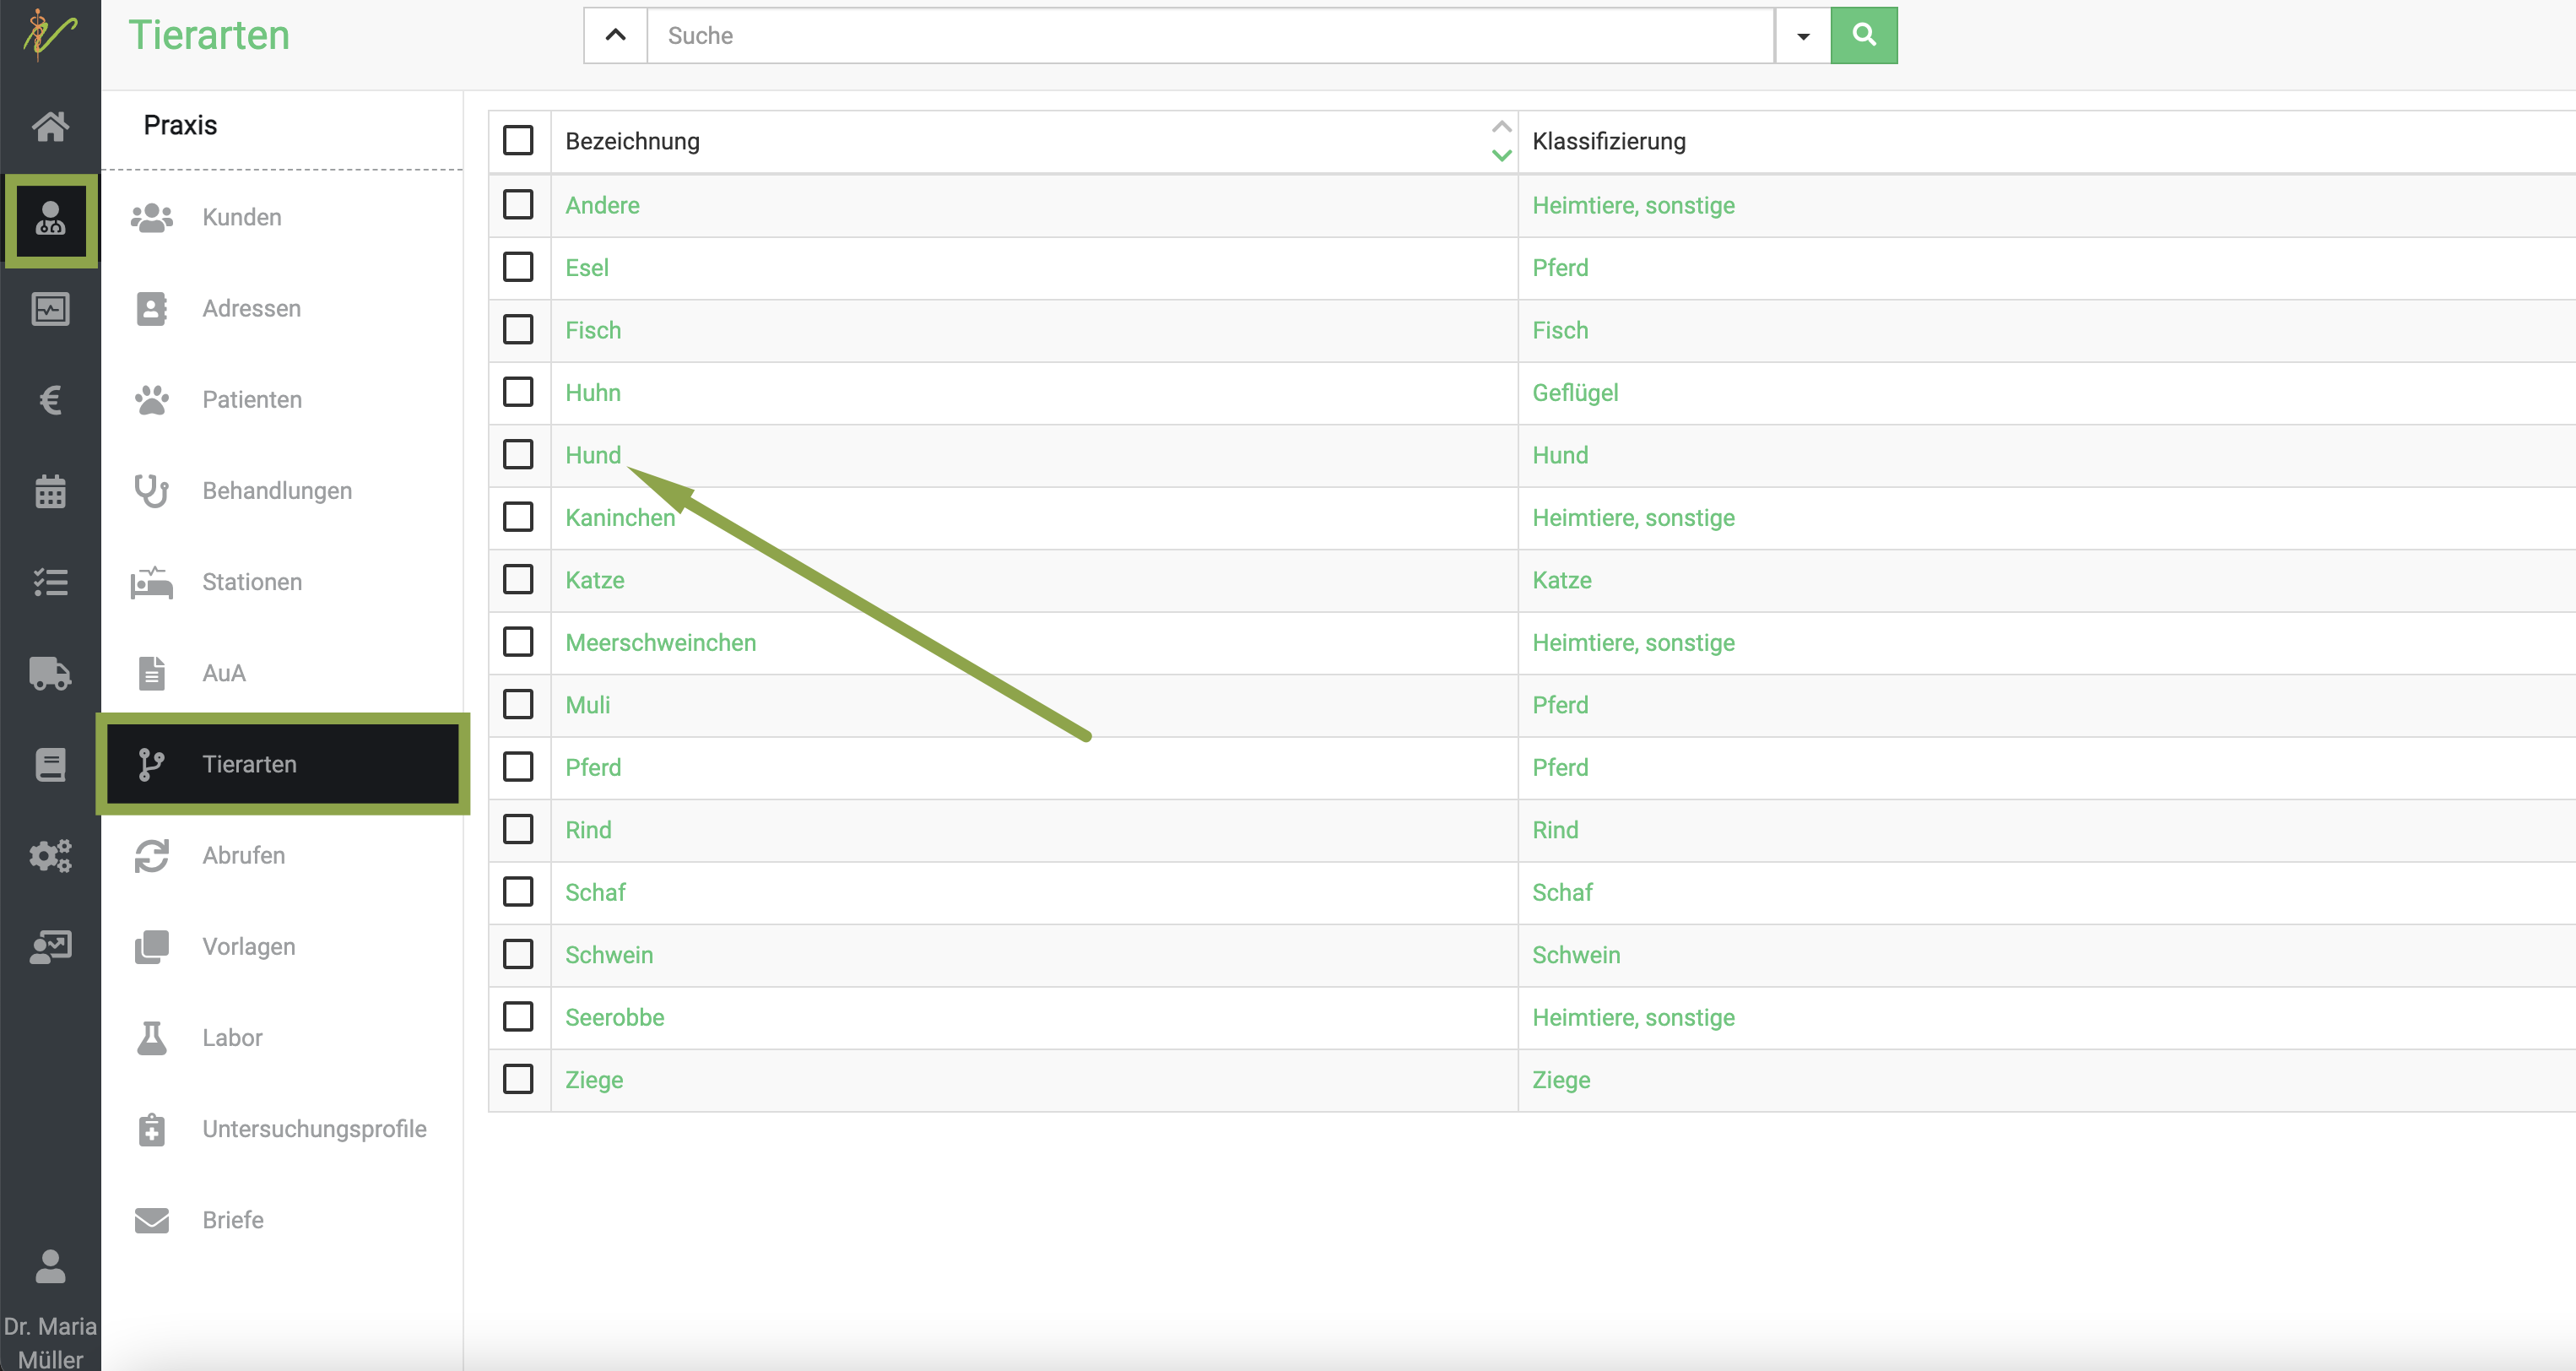 Tierarten
Suche
Praxis
Kunden
Adressen
Patienten
Behandlungen
Stationen
AuA
Tierarten
Abrufen
Vorlagen
Labor
Untersuchungsprofile
Briefe
Dr. Maria
Müller
Bezeichnung Klassifizierung
Andere Heimtiere, sonstige
Esel Pferd
Fisch Fisch
Huhn Geflügel
Hund Hund
Kaninchen Heimtiere, sonstige
Katze Katze
Meerschweinchen Heimtiere, sonstige
Muli Pferd
Pferd Pferd
Rind Rind
Schaf Schaf
Schwein Schwein
Seerobbe Heimtiere, sonstige
Ziege Ziege